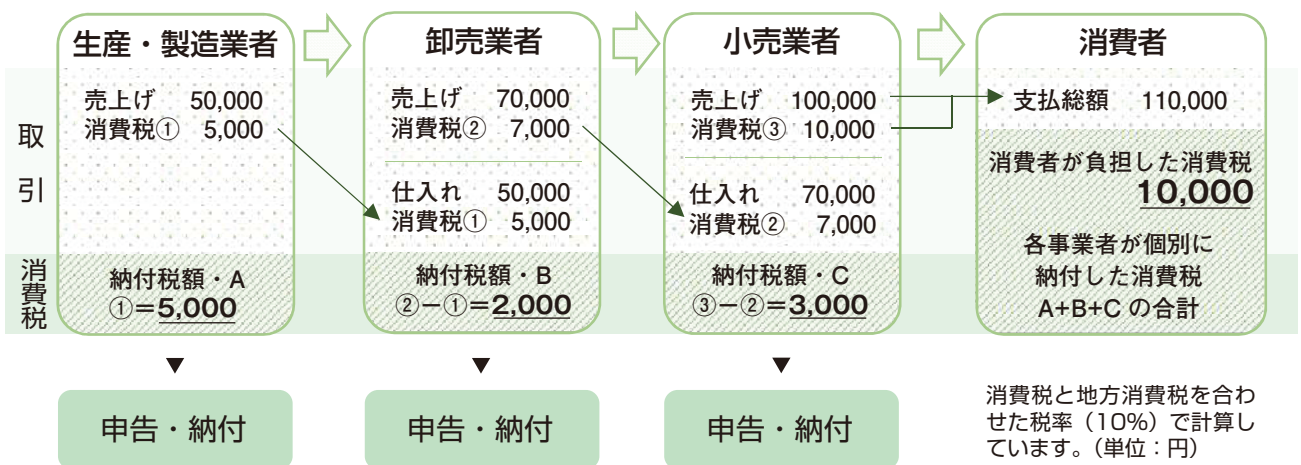 生産・製造業者
売上げ 50,000
消費税① 5,000
納付税額・A
①=5,000
申告・納付
卸売業者
売上げ 70,000
消費税② 7,000
仕入れ 50,000
消費税① 5,000
納付税額・B
②-①=2,000
申告・納付
小売業者
売上げ 100,000
消費税③ 10,000
仕入れ 70,000
消費税② 7,000
納付税額・C
③-②=3,000
申告・納付
消費者
支払総額 110,000
消費者が負担した消費税
10,000
各事業者が個別に
納付した消費税
A+B+C の合計
取引
消費税
消費税と地方消費税を合わ
せた税率（10%）で計算し
ています。（単位：円）